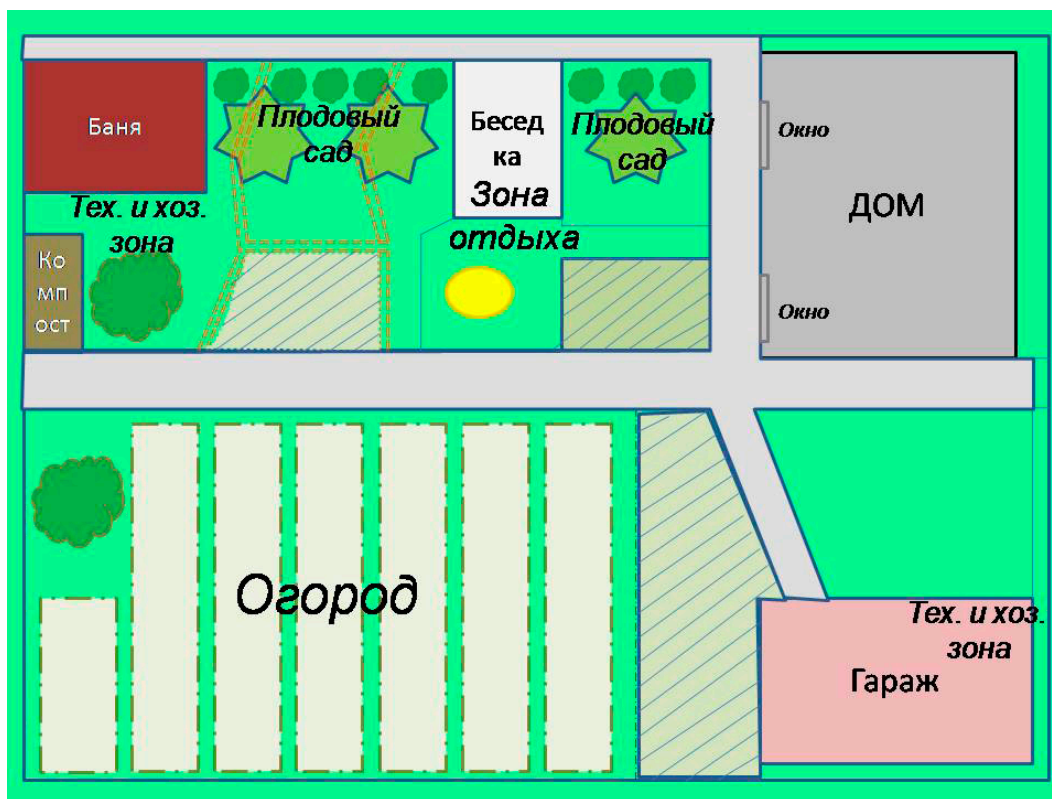 Баня
Плодовый
сад
Бесед
ка
Зона
отдыха
Плодовый
сад
Окно
ДОМ
Окно
Тех. и хоз.
зона
Ко
мп
ост
Огород
Тех. и хоз.
зона
Гараж